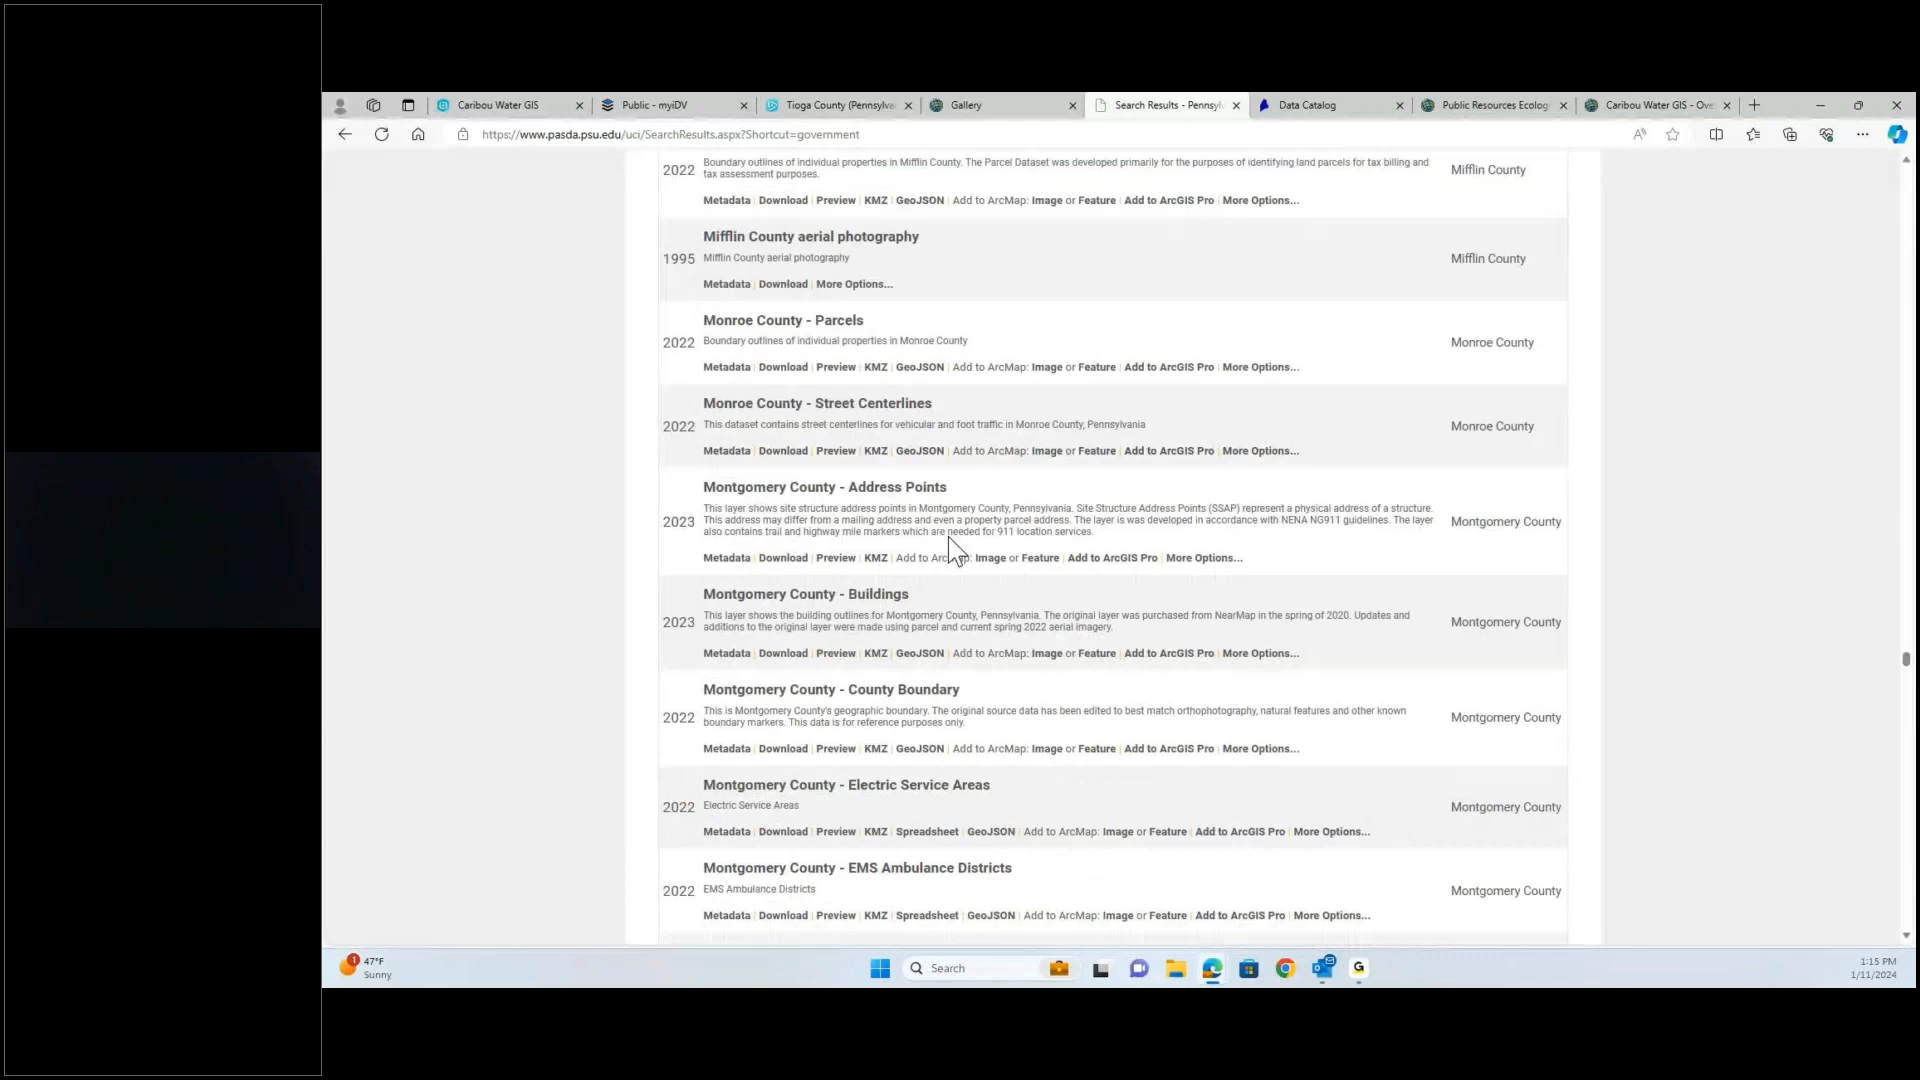 Caribou Water GIS
Public - myiDV
Tioga County (Pennsylva
Gallery
Search Results - Pennsyl
Data Catalog
Public Resources Ecolog
Caribou Water GIS - Ove
https://www.pasda.psu.edu/uci/SearchResults.aspx?Shortcut=government
2022
Boundary outlines of individual properties in Mifflin County. The Parcel Dataset was developed primarily for the purposes of identifying land parcels for tax billing and
tax assessment purposes.
Mifflin County
Metadata | Download | Preview | KMZ | GeoJSON | Add to ArcMap: Image or Feature | Add to ArcGIS Pro | More Options...
Mifflin County aerial photography
1995
Mifflin County aerial photography
Mifflin County
Metadata | Download | More Options...
Monroe County - Parcels
2022
Boundary outlines of individual properties in Monroe County
Monroe County
Metadata | Download | Preview | KMZ | GeoJSON | Add to ArcMap: Image or Feature | Add to ArcGIS Pro | More Options...
Monroe County - Street Centerlines
2022
This dataset contains street centerlines for vehicular and foot traffic in Monroe County, Pennsylvania
Monroe County
Metadata | Download | Preview | KMZ | GeoJSON | Add to ArcMap: Image or Feature | Add to ArcGIS Pro | More Options...
Montgomery County - Address Points
2023
This layer shows site structure address points in Montgomery County, Pennsylvania. Site Structure Address Points (SSAP) represent a physical address of a structure.
This address may differ from a mailing address and even a property parcel address. The layer is was developed in accordance with NENA NG911 guidelines. The layer
also contains trail and highway mile markers which are needed for 911 location services.
Montgomery County
Metadata | Download | Preview | KMZ | Add to Arc p: Image or Feature | Add to ArcGIS Pro | More Options...
Montgomery County - Buildings
2023
This layer shows the building outlines for Montgomery County, Pennsylvania. The original layer was purchased from NearMap in the spring of 2020. Updates and
additions to the original layer were made using parcel and current spring 2022 aerial imagery.
Montgomery County
Metadata | Download | Preview | KMZ | GeoJSON | Add to ArcMap: Image or Feature | Add to ArcGIS Pro | More Options...
Montgomery County - County Boundary
2022
This is Montgomery County's geographic boundary. The original source data has been edited to best match orthophotography, natural features and other known
boundary markers. This data is for reference purposes only.
Montgomery County
Metadata | Download | Preview | KMZ | GeoJSON | Add to ArcMap: Image or Feature | Add to ArcGIS Pro | More Options...
Montgomery County - Electric Service Areas
2022
Electric Service Areas
Montgomery County
Metadata | Download | Preview | KMZ | Spreadsheet | GeoJSON | Add to ArcMap: Image or Feature | Add to ArcGIS Pro | More Options...
Montgomery County - EMS Ambulance Districts
2022
EMS Ambulance Districts
Montgomery County
Metadata | Download | Preview | KMZ | Spreadsheet | GeoJSON | Add to ArcMap: Image or Feature | Add to ArcGIS Pro | More Options...
1
47°F
Sunny
Search
1:15 PM
1/11/2024